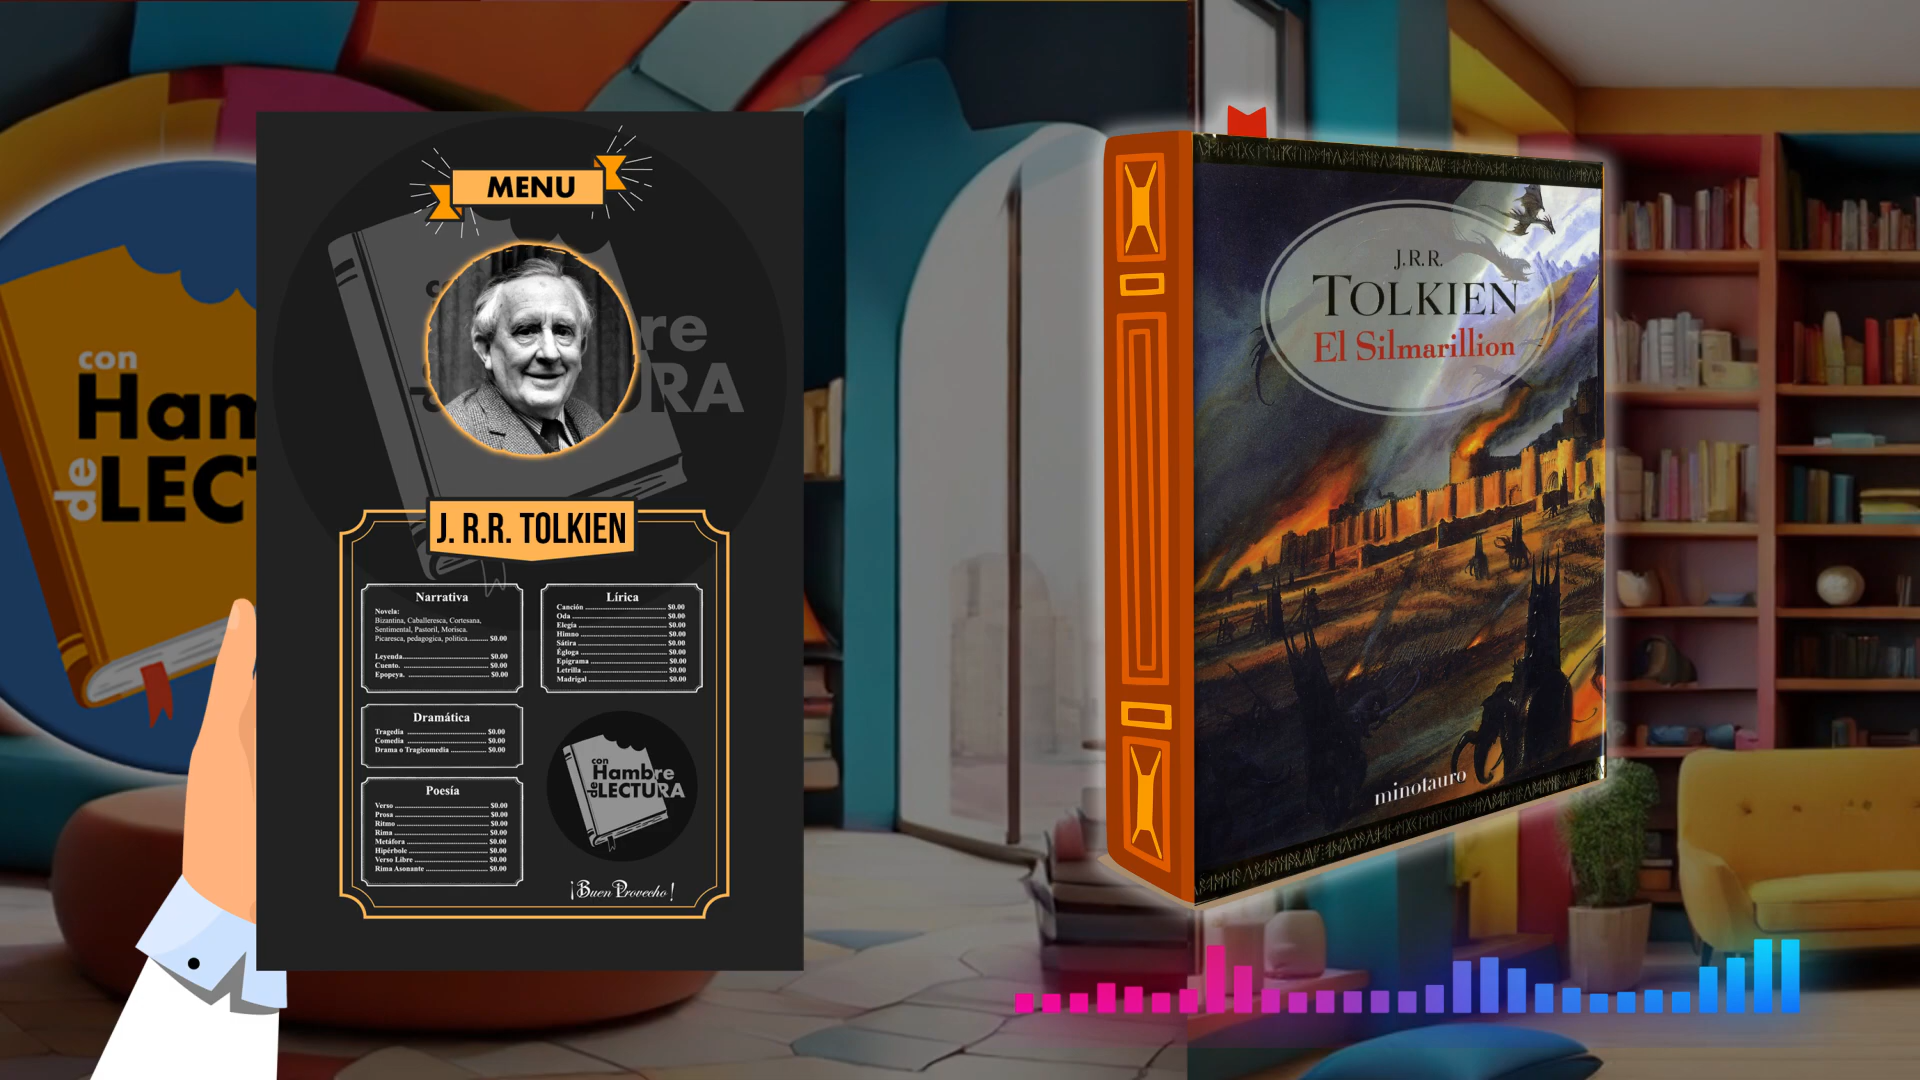 con
Ham
de LECT
MENU
re
URA
J. R.R. TOLKIEN
Narrativa
Novela:
Bizantina, Caballeresca, Cortesana,
Sentimental, Pastoril, Morisca.
Picaresca, pedagogica, política.......... $0.00
Leyenda.......... $0.00
Cuento. .......... $0.00
Epopeya. .......... $0.00
Lírica
Canción .......... $0.00
Oda .......... $0.00
Elegía .......... $0.00
Himno .......... $0.00
Sátira .......... $0.00
Égloga .......... $0.00
Epigrama .......... $0.00
Letrilla .......... $0.00
Madrigal .......... $0.00
Dramática
Tragedia .......... $0.00
Comedia .......... $0.00
Drama o Tragicomedia .......... $0.00
Poesía
Verso .......... $0.00
Prosa .......... $0.00
Ritmo .......... $0.00
Rima .......... $0.00
Metáfora .......... $0.00
Hipérbole .......... $0.00
Verso Libre .......... $0.00
Rima Asonante .......... $0.00
con
Hambre
de LECTURA
¡Buen Provecho!
J.R.R.
TOLKIEN
El Silmarillion
minotauro